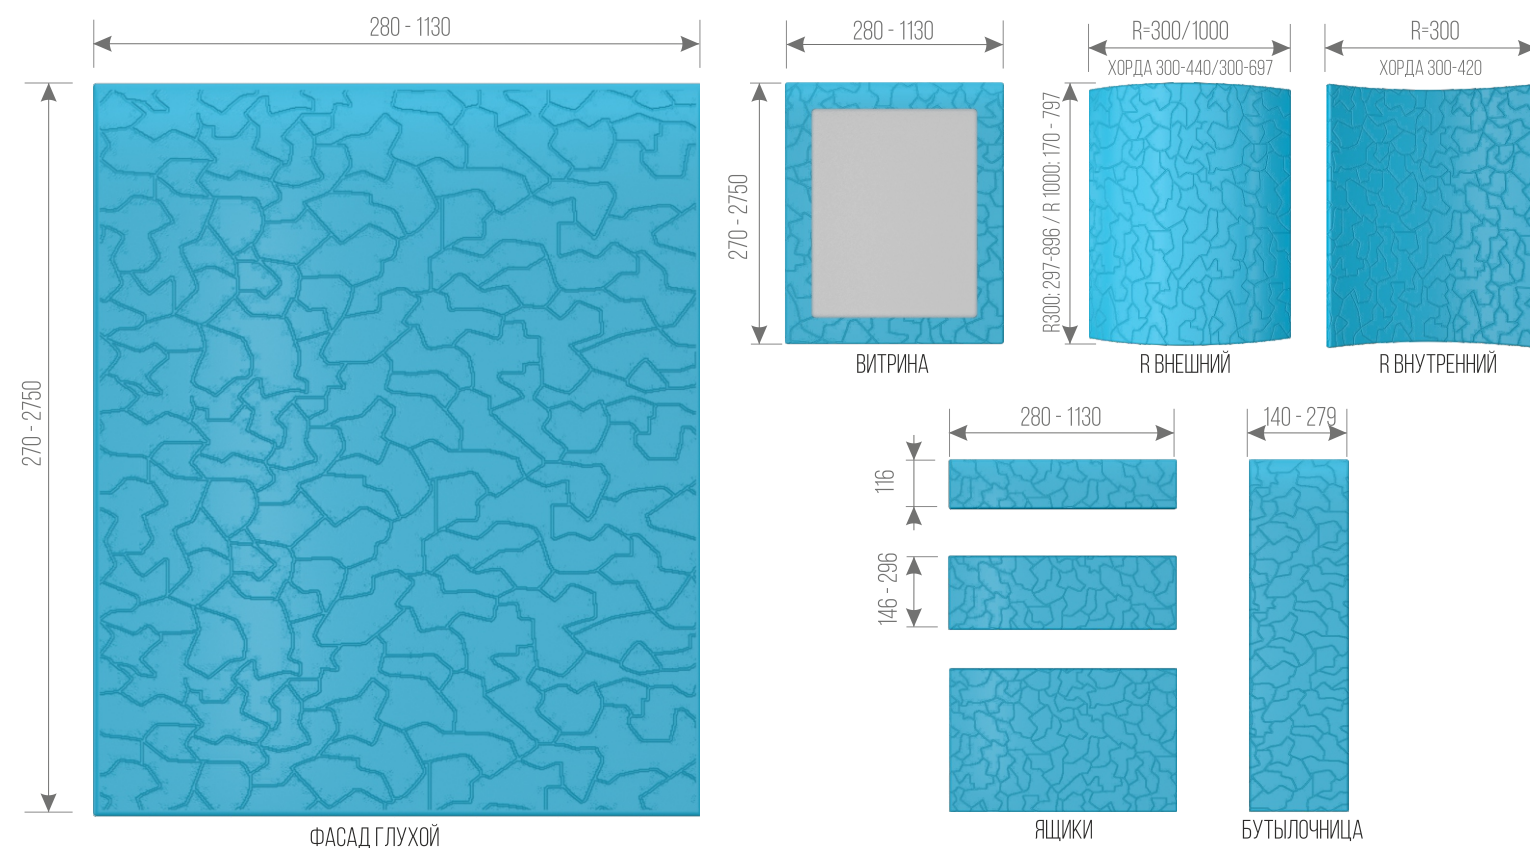 280 - 1130
270 - 2750
ФАСАД ГЛУХОЙ
280 - 1130
270 - 2750
ВИТРИНА
R=300/1000
ХОРДА 300-440/300-697
R300: 297-896 / R 1000: 170 - 797
R ВНЕШНИЙ
R=300
ХОРДА 300-420
R ВНУТРЕННИЙ
280 - 1130
116
146 - 296
ЯЩИКИ
140 - 279
БУТЫЛОЧНИЦА